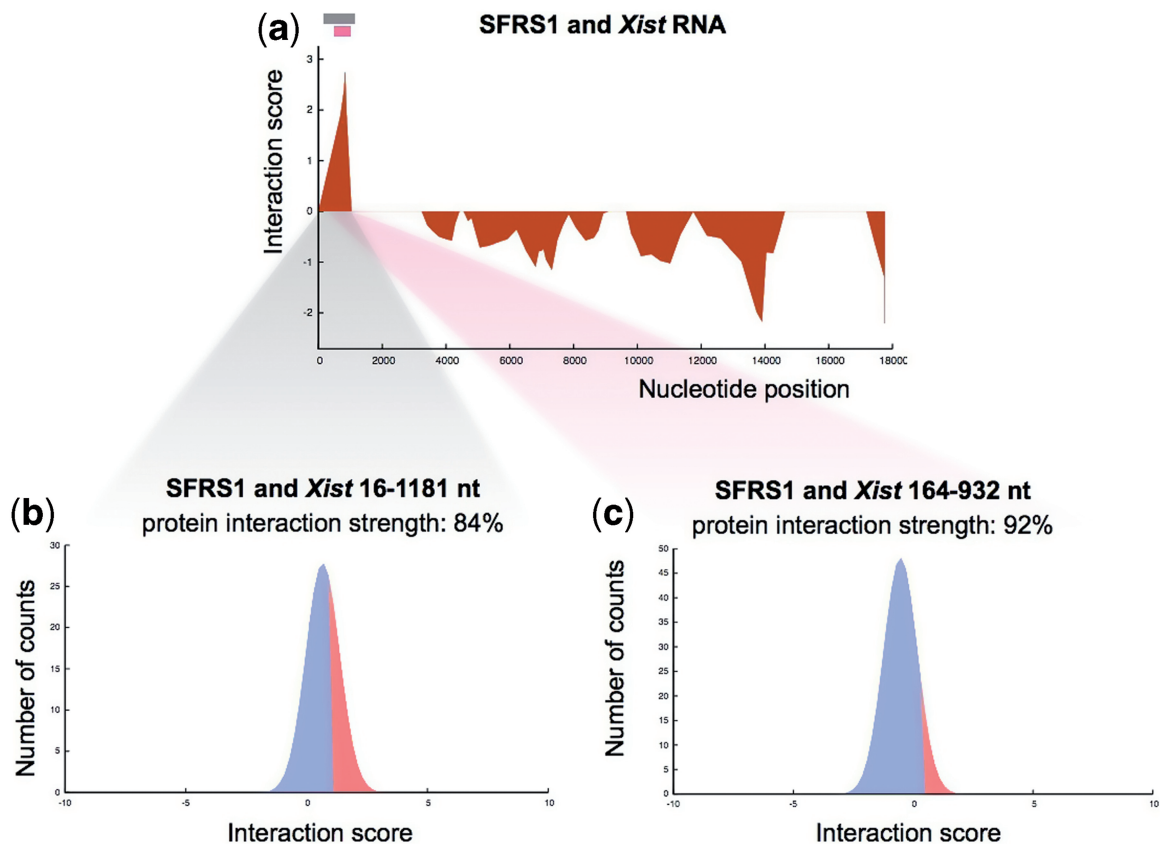 (a)
SFRS1 and Xist RNA
Interaction score
3
2
1
0
-1
-2
0 2000 4000 6000 8000 10000 12000 14000 16000 18000
Nucleotide position
(b)
SFRS1 and Xist 16-1181 nt
protein interaction strength: 84%
Number of counts
30
25
20
15
10
5
0
-10 -5 0 5 10
Interaction score
(c)
SFRS1 and Xist 164-932 nt
protein interaction strength: 92%
Number of counts
50
45
40
35
30
25
20
15
10
5
0
-10 -5 0 5 10
Interaction score